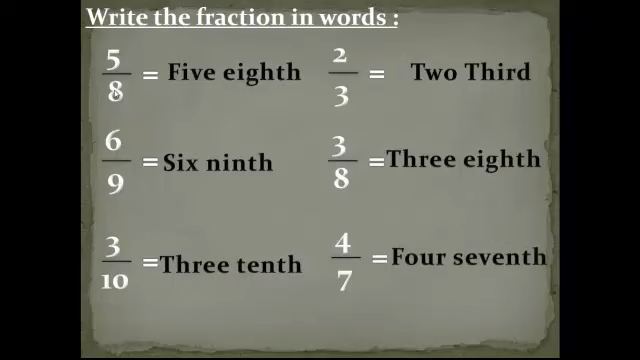 Write the fraction in words :
5/8 = Five eighth
2/3 = Two Third
6/9 = Six ninth
3/8 = Three eighth
3/10 = Three tenth
4/7 = Four seventh